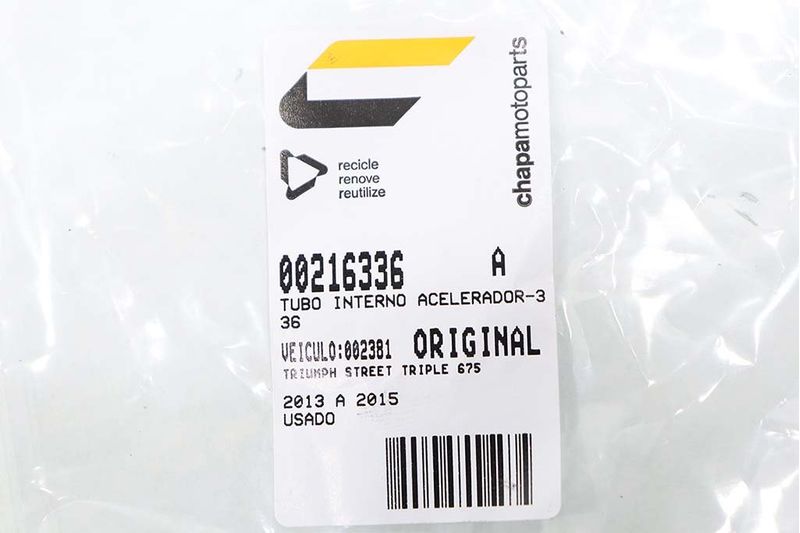 chapamotoparts
recicle
renove
reutilize
00216336 A
TUBO INTERNO ACELERADOR-3
36
VEICULO:002381 ORIGINAL
TRIUMPH STREET TRIPLE 675
2013 A 2015
USADO